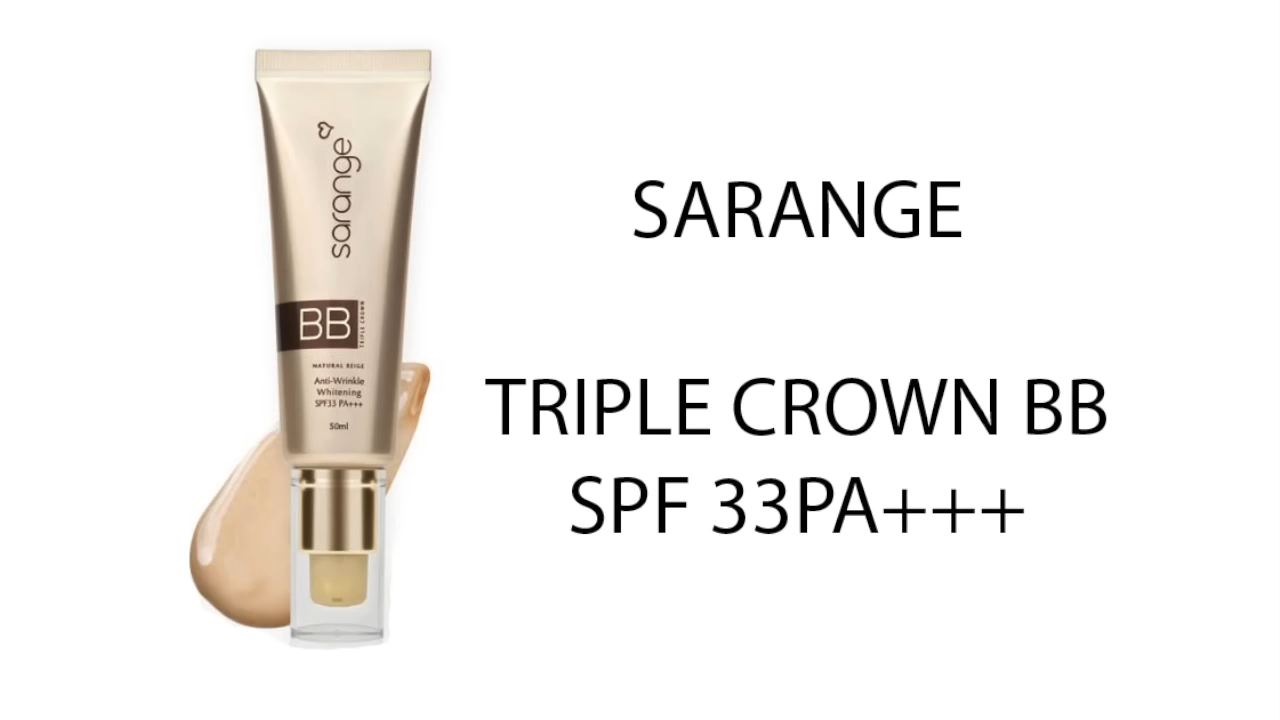 sarange
BB
TRIPLE CROWN
NATURAL BEIGE
Anti-Wrinkle
Whitening
SPF33 PA+++
50ml
SARANGE
TRIPLE CROWN BB
SPF 33PA+++